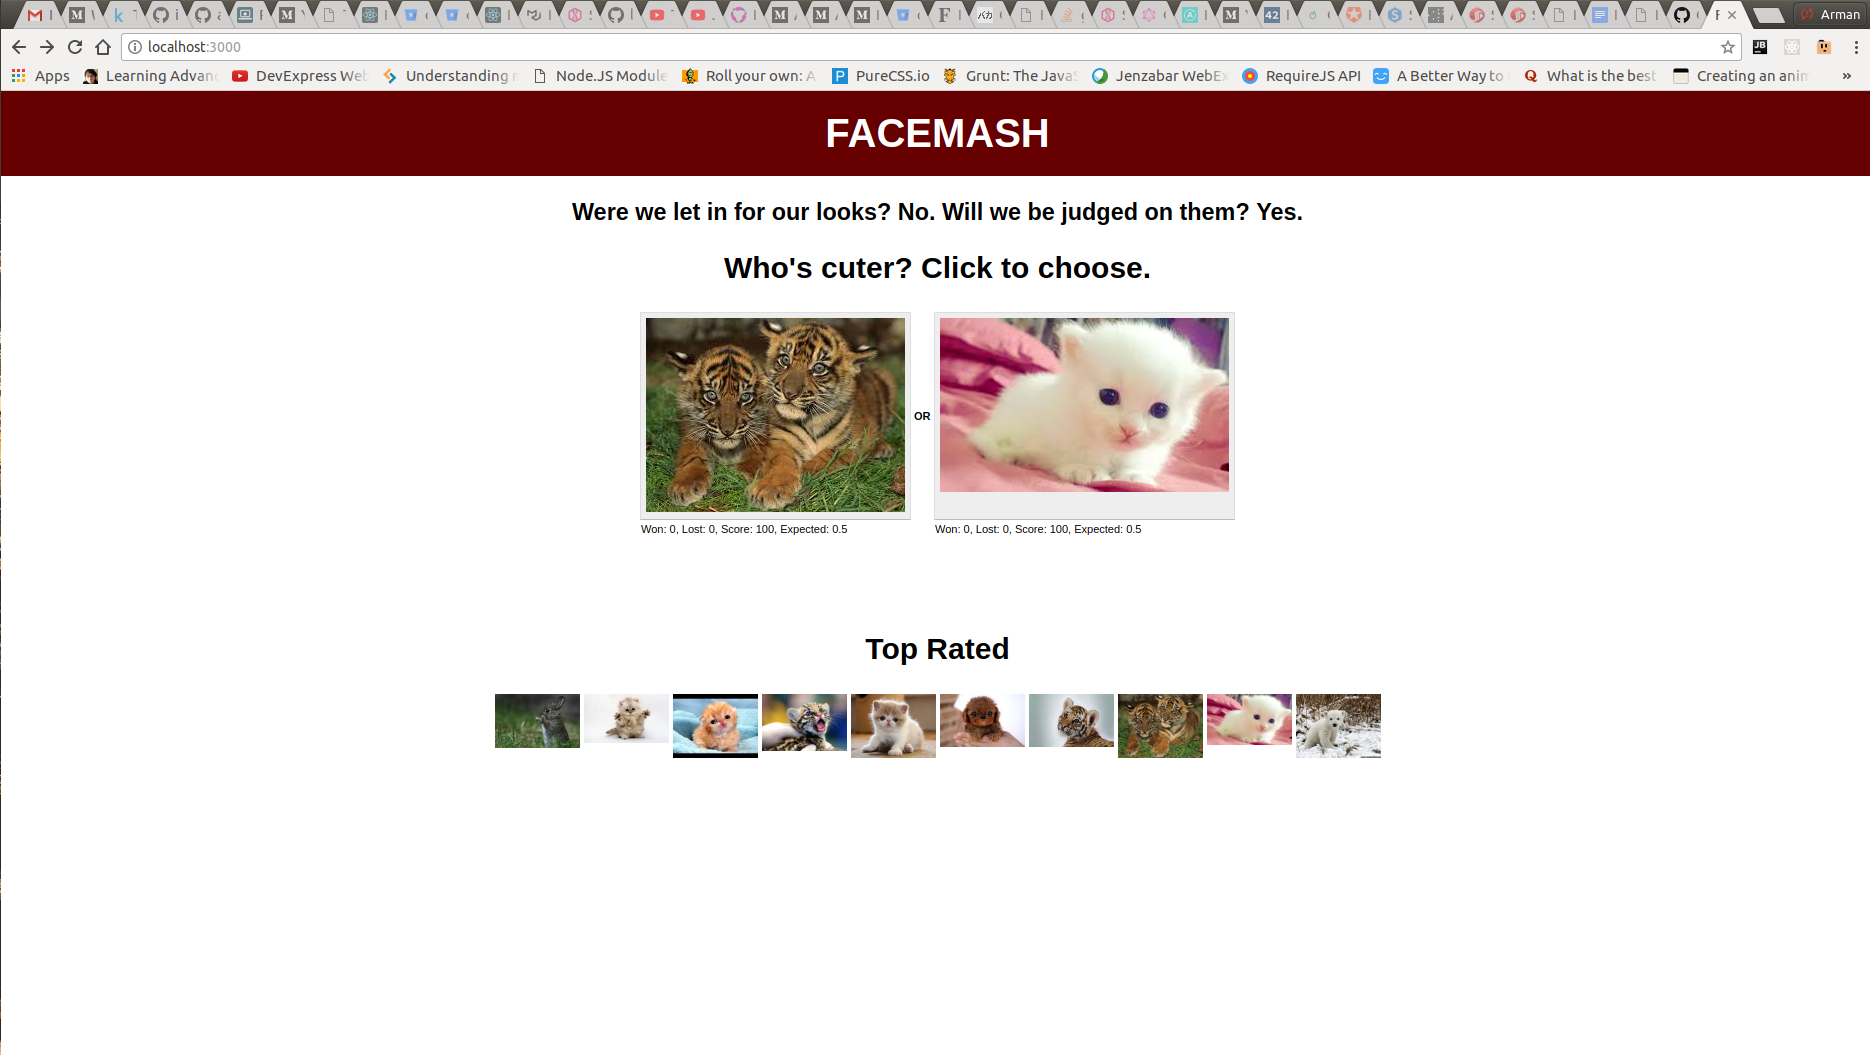 Arman
localhost:3000
Apps Learning Advan DevExpress Web Understanding Node.JS Module Roll your own: A PureCSS.io Grunt: The JavaS Jenzabar WebEx RequireJS API A Better Way to What is the best Creating an anim »
FACEMASH
Were we let in for our looks? No. Will we be judged on them? Yes.
Who's cuter? Click to choose.
OR
Won: 0, Lost: 0, Score: 100, Expected: 0.5 Won: 0, Lost: 0, Score: 100, Expected: 0.5
Top Rated